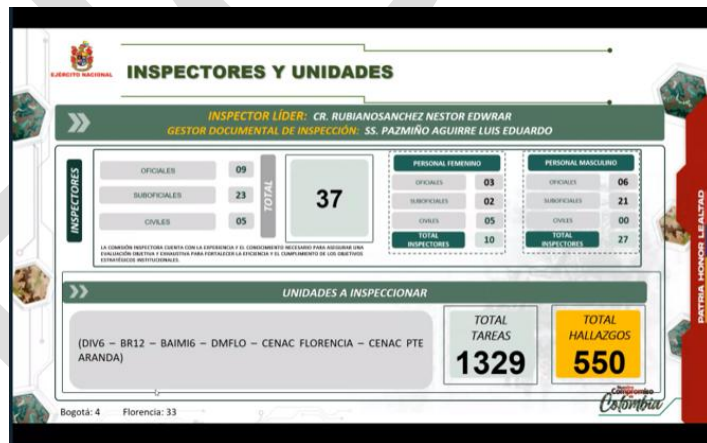 EJÉRCITO NACIONAL
INSPECTORES Y UNIDADES
INSPECTOR LÍDER: CR. RUBIANOSANCHEZ NESTOR EDWRAR
GESTOR DOCUMENTAL DE INSPECCIÓN: SS. PAZMIÑO AGUIRRE LUIS EDUARDO
INSPECTORES
OFICIALES 09
SUBOFICIALES 23
CIVILES 05
TOTAL
37
PERSONAL FEMENINO
OFICIALES 03
SUBOFICIALES 02
CIVILES 05
TOTAL INSPECTORES 10
PERSONAL MASCULINO
OFICIALES 06
SUBOFICIALES 21
CIVILES 00
TOTAL INSPECTORES 27
LA COMISIÓN INSPECTORA CUENTA CON LA EXPERIENCIA Y EL CONOCIMIENTO NECESARIO PARA ASEGURAR UNA
EVALUACIÓN OBJETIVA Y EXHAUSTIVA PARA FORTALECER LA EFICIENCIA Y EL CUMPLIMIENTO DE LOS OBJETIVOS
ESTRATÉGICOS INSTITUCIONALES.
UNIDADES A INSPECCIONAR
(DIV6 – BR12 – BAIMI6 – DMFLO – CENAC FLORENCIA – CENAC PTE
ARANDA)
TOTAL
TAREAS
1329
TOTAL
HALLAZGOS
550
PATRIA HONOR LEALTAD
Bogotá: 4 Florencia: 33
Nuestro
compromiso
es
Colombia